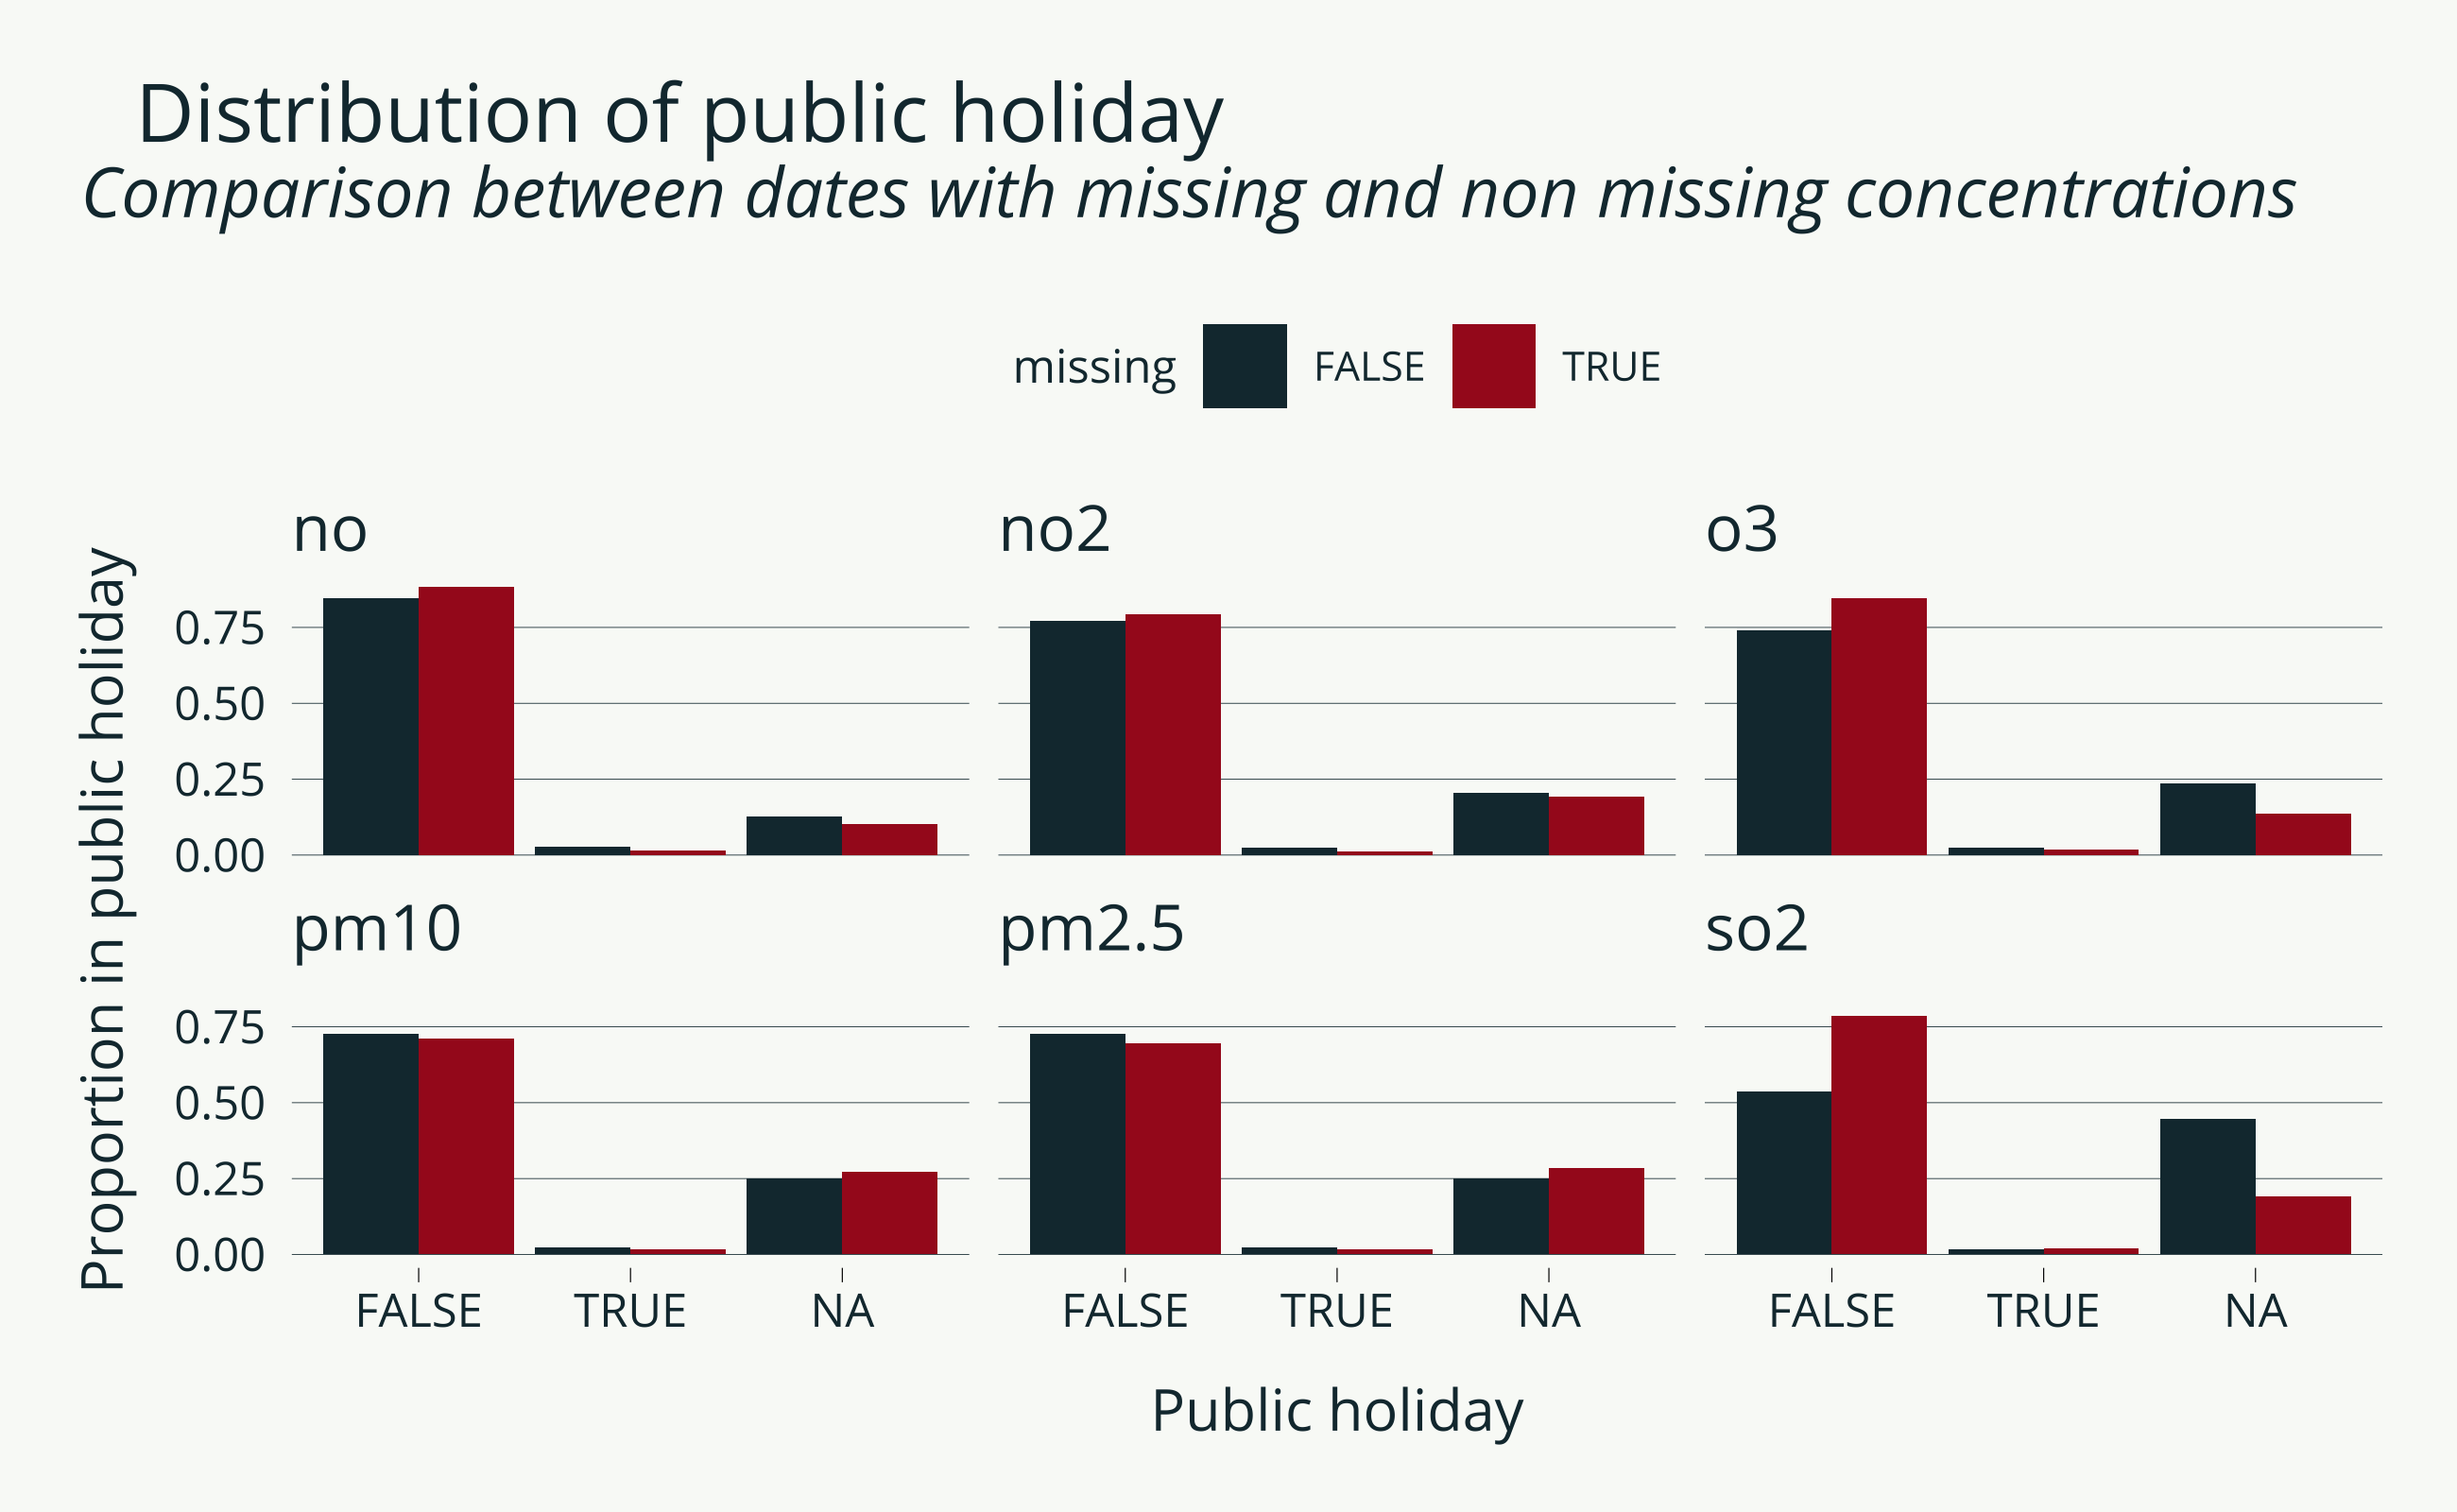 Distribution of public holiday
Comparison between dates with missing and non missing concentrations
missing FALSE TRUE
Proportion in public holiday
no no2 o3
0.75
0.50
0.25
0.00
pm10 pm2.5 so2
0.75
0.50
0.25
0.00
FALSE TRUE NA FALSE TRUE NA FALSE TRUE NA
Public holiday